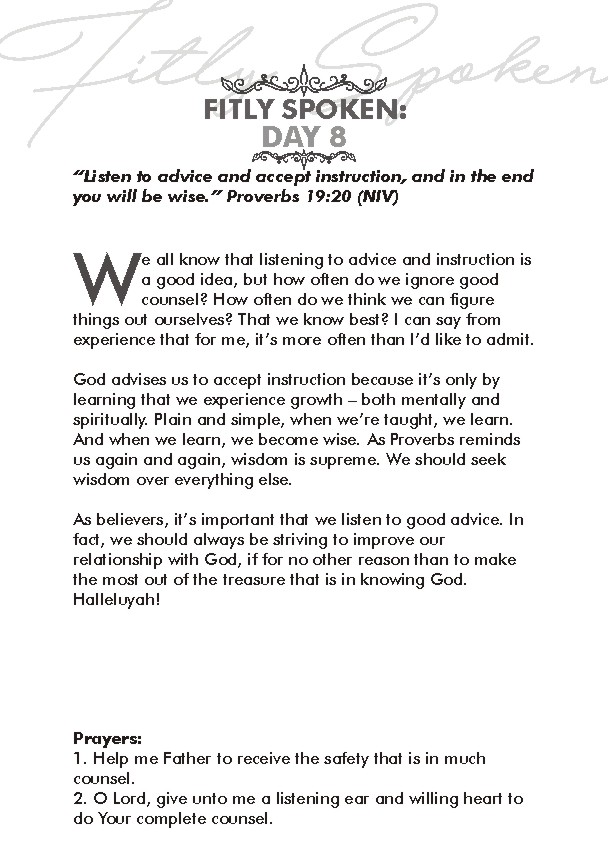 Fitly Spoken
FITLY SPOKEN:
DAY 8
“Listen to advice and accept instruction, and in the end
you will be wise.” Proverbs 19:20 (NIV)
We all know that listening to advice and instruction is
a good idea, but how often do we ignore good
counsel? How often do we think we can figure
things out ourselves? That we know best? I can say from
experience that for me, it’s more often than I’d like to admit.
God advises us to accept instruction because it’s only by
learning that we experience growth – both mentally and
spiritually. Plain and simple, when we’re taught, we learn.
And when we learn, we become wise. As Proverbs reminds
us again and again, wisdom is supreme. We should seek
wisdom over everything else.
As believers, it’s important that we listen to good advice. In
fact, we should always be striving to improve our
relationship with God, if for no other reason than to make
the most out of the treasure that is in knowing God.
Halleluyah!
Prayers:
1. Help me Father to receive the safety that is in much
counsel.
2. O Lord, give unto me a listening ear and willing heart to
do Your complete counsel.